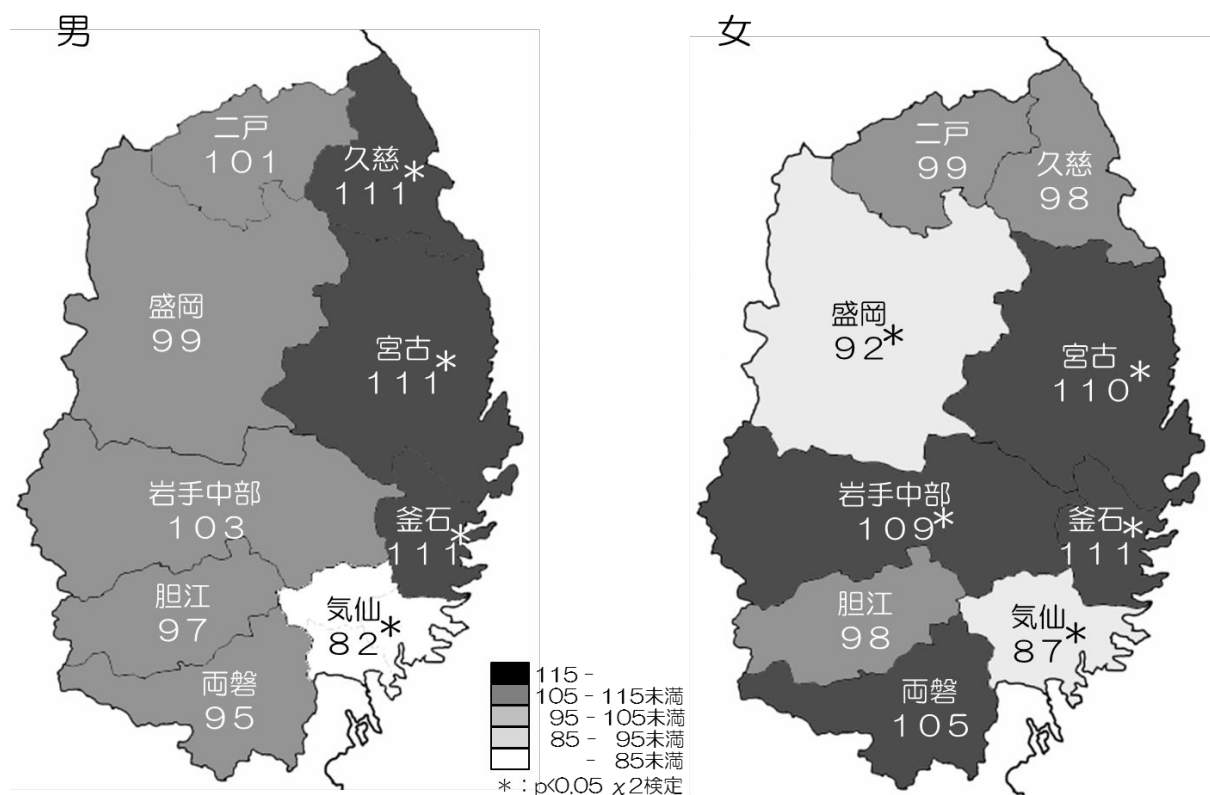 男
二戸
101
久慈
111*
盛岡
99
宮古
111*
岩手中部
103
釜石
111*
胆江
97
気仙
82*
両磐
95
女
二戸
99
久慈
98
盛岡
92*
宮古
110*
岩手中部
109*
釜石
111*
胆江
98
気仙
87*
両磐
105
115 -
105 - 115未満
95 - 105未満
85 - 95未満
- 85未満
*：p<0.05 χ2検定